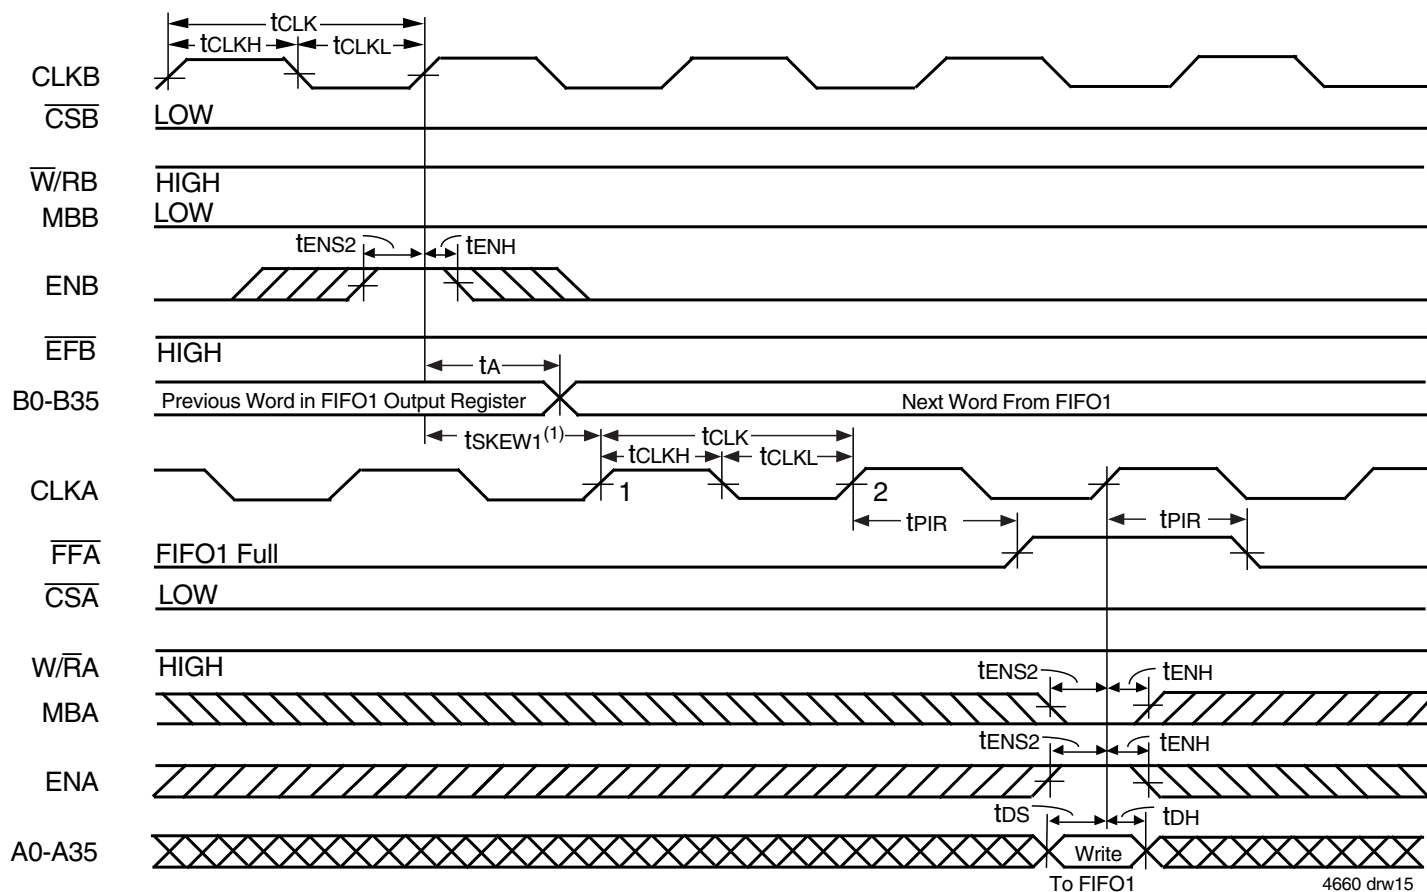 tCLK
tCLKH tCLKL
CLKB
CSB LOW
W/RB HIGH
MBB LOW
tENS2 tENH
ENB
EFB HIGH
tA
B0-B35 Previous Word in FIFO1 Output Register Next Word From FIFO1
tSKEW1(1) tCLK
tCLKH tCLKL
CLKA 1 2
tPIR tPIR
FFA FIFO1 Full
CSA LOW
W/RA HIGH
tENS2 tENH
MBA
tENS2 tENH
ENA
tDS tDH
A0-A35 Write
To FIFO1
4660 drw15